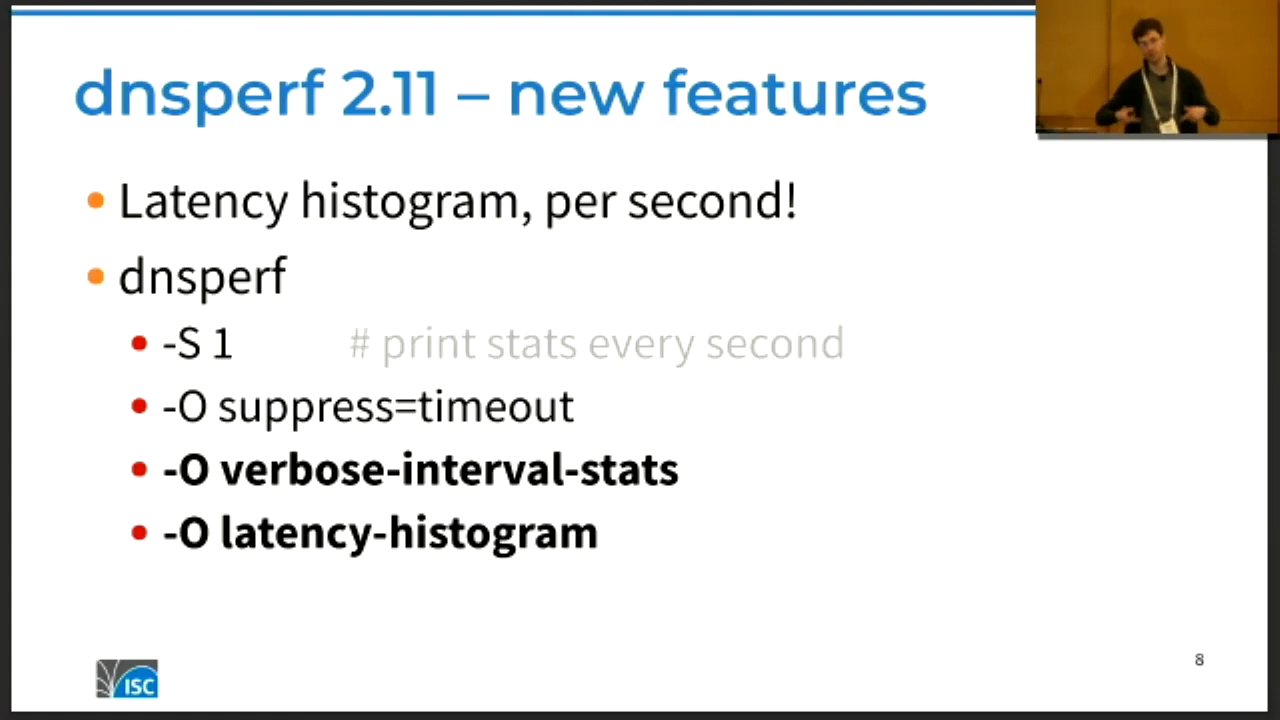 dnsperf 2.11 – new features
Latency histogram, per second!
dnsperf
-S 1 # print stats every second
-O suppress=timeout
-O verbose-interval-stats
-O latency-histogram
ISC
8